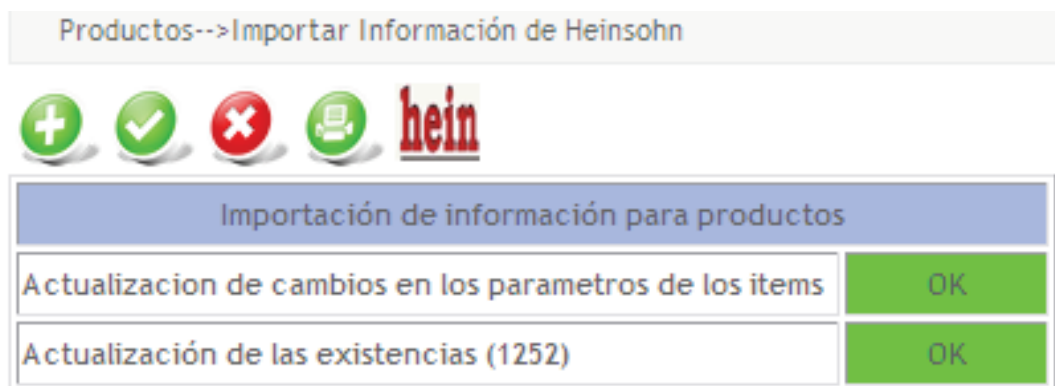 Productos-->Importar Información de Heinsohn
hein
Importación de información para productos
Actualizacion de cambios en los parametros de los items OK
Actualización de las existencias (1252) OK